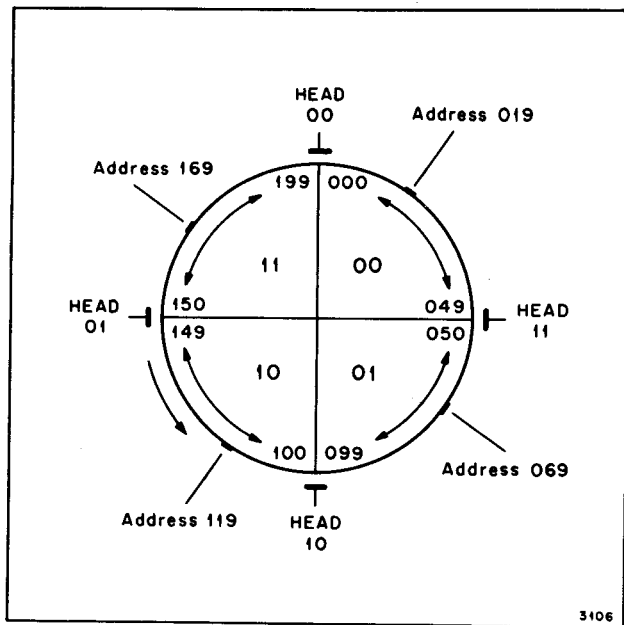 HEAD
00
Address 019
Address 169
199 000
11 00
HEAD
01
150 049
149 050
HEAD
11
10 01
100 099
Address 069
Address 119
HEAD
10
3106